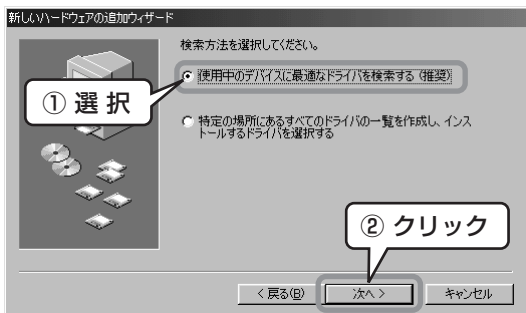 新しいハードウェアの追加ウィザード
検索方法を選択してください。
使用中のデバイスに最適なドライバを検索する (推奨)
① 選 択
特定の場所にあるすべてのドライバの一覧を作成し、インス
トールするドライバを選択する
② クリック
< 戻る(B)
次へ >
キャンセル